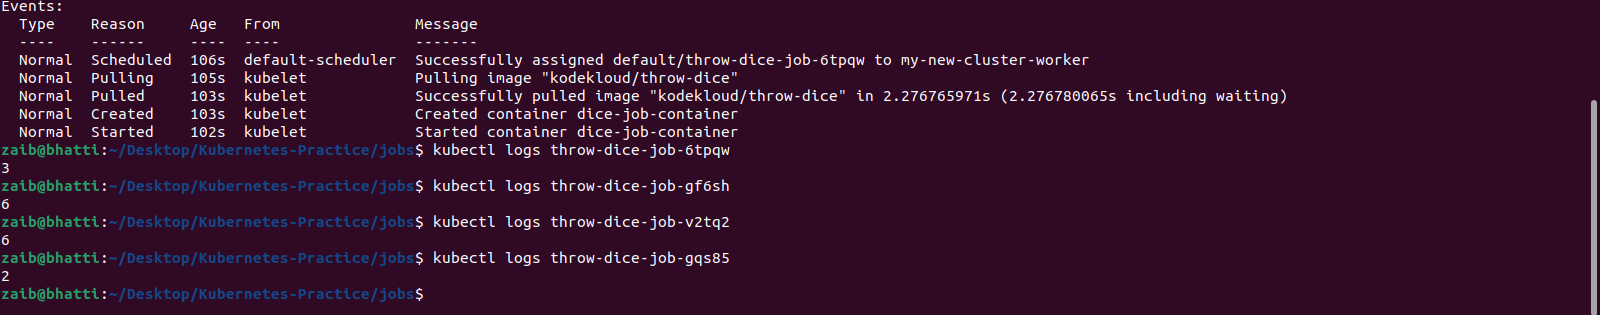 Events:
  Type    Reason     Age   From               Message
  ----    ------     ----  ----               -------
  Normal  Scheduled  106s  default-scheduler  Successfully assigned default/throw-dice-job-6tpqw to my-new-cluster-worker
  Normal  Pulling    105s  kubelet            Pulling image "kodekloud/throw-dice"
  Normal  Pulled     103s  kubelet            Successfully pulled image "kodekloud/throw-dice" in 2.276765971s (2.276780065s including waiting)
  Normal  Created    103s  kubelet            Created container dice-job-container
  Normal  Started    102s  kubelet            Started container dice-job-container
zaib@bhatti:~/Desktop/Kubernetes-Practice/jobs$ kubectl logs throw-dice-job-6tpqw
3
zaib@bhatti:~/Desktop/Kubernetes-Practice/jobs$ kubectl logs throw-dice-job-gf6sh
6
zaib@bhatti:~/Desktop/Kubernetes-Practice/jobs$ kubectl logs throw-dice-job-v2tq2
6
zaib@bhatti:~/Desktop/Kubernetes-Practice/jobs$ kubectl logs throw-dice-job-gqs85
2
zaib@bhatti:~/Desktop/Kubernetes-Practice/jobs$